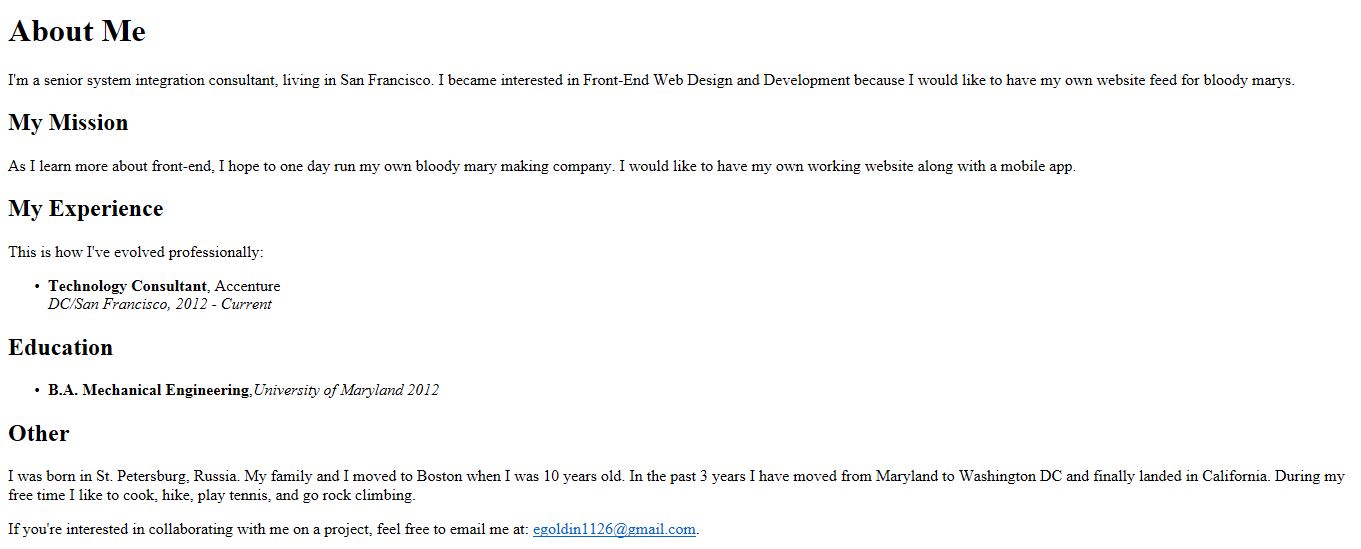 About Me
I'm a senior system integration consultant, living in San Francisco. I became interested in Front-End Web Design and Development because I would like to have my own website feed for bloody marys.
My Mission
As I learn more about front-end, I hope to one day run my own bloody mary making company. I would like to have my own working website along with a mobile app.
My Experience
This is how I've evolved professionally:
• Technology Consultant, Accenture
DC/San Francisco, 2012 - Current
Education
• B.A. Mechanical Engineering,University of Maryland 2012
Other
I was born in St. Petersburg, Russia. My family and I moved to Boston when I was 10 years old. In the past 3 years I have moved from Maryland to Washington DC and finally landed in California. During my
free time I like to cook, hike, play tennis, and go rock climbing.
If you're interested in collaborating with me on a project, feel free to email me at: egoldin1126@gmail.com.